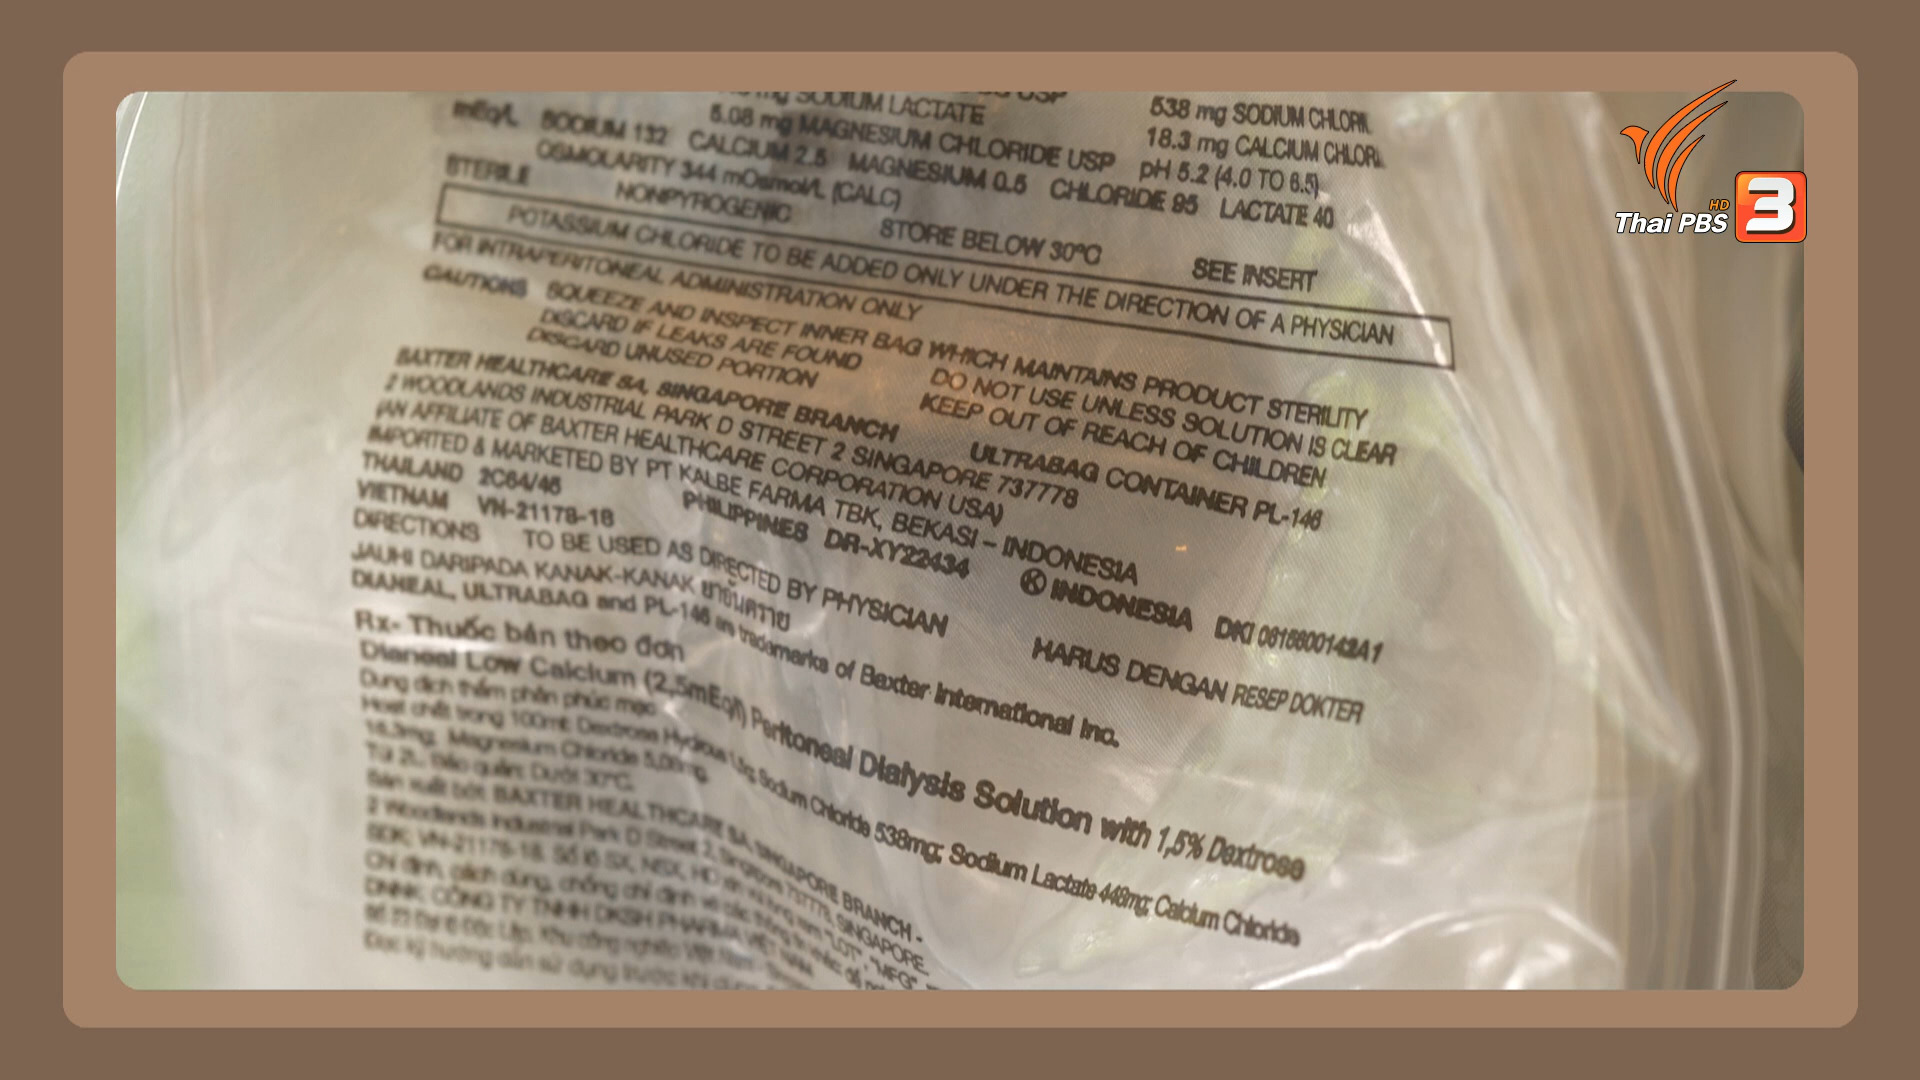 USP
mg SODIUM LACTATE
538 mg SODIUM CHLORI
5.08 mg MAGNESIUM CHLORIDE USP
18.3 mg CALCIUM CHLORI
mEq/L SODIUM 132 CALCIUM 2.5 MAGNESIUM 0.5 CHLORIDE 95 LACTATE 40
OSMOLARITY 344 mOsmol/L (CALC)
pH 5.2 (4.0 TO 6.5)
STERILE NONPYROGENIC STORE BELOW 30°C SEE INSERT
POTASSIUM CHLORIDE TO BE ADDED ONLY UNDER THE DIRECTION OF A PHYSICIAN
FOR INTRAPERITONEAL ADMINISTRATION ONLY
CAUTIONS SQUEEZE AND INSPECT INNER BAG WHICH MAINTAINS PRODUCT STERILITY
DISCARD IF LEAKS ARE FOUND DO NOT USE UNLESS SOLUTION IS CLEAR
DISCARD UNUSED PORTION KEEP OUT OF REACH OF CHILDREN
BAXTER HEALTHCARE SA, SINGAPORE BRANCH ULTRABAG CONTAINER PL-146
2 WOODLANDS INDUSTRIAL PARK D STREET 2 SINGAPORE 737778
(AN AFFILIATE OF BAXTER HEALTHCARE CORPORATION USA)
IMPORTED & MARKETED BY PT KALBE FARMA TBK, BEKASI – INDONESIA
THAILAND 2C64/46 PHILIPPINES DR-XY22434 K INDONESIA DKI 0816600142A1
VIETNAM VN-21178-18
DIRECTIONS TO BE USED AS DIRECTED BY PHYSICIAN HARUS DENGAN RESEP DOKTER
JAUHI DARIPADA KANAK-KANAK ยาอันตราย
DIANEAL, ULTRABAG and PL-146 are trademarks of Baxter International Inc.
Rx- Thuốc bán theo đơn
Dianeal Low Calcium (2,5mEq/l) Peritoneal Dialysis Solution with 1,5% Dextrose
Dung dịch thẩm phân phúc mạc
Hoạt chất trong 100ml: Dextrose Hydrous 1,5g; Sodium Chloride 538mg; Sodium Lactate 448mg; Calcium Chloride
18.3mg, Magnesium Chloride 5,08mg.
Túi 2L. Bảo quản: Dưới 30°C.
Sản xuất bởi: BAXTER HEALTHCARE SA, SINGAPORE BRANCH -
2 Woodlands Industrial Park D Street 2, Singapore 737778, SINGAPORE
SĐK: VN-21178-18. Số lô SX, NSX, HD "LOT", "MFG"
Chỉ định, cách dùng, chống chỉ định
DNNK: CÔNG TY TNHH DKSH PHARMA VIỆT NAM
Đọc kỹ hướng dẫn sử dụng trước khi dùng
Thai PBS HD 3